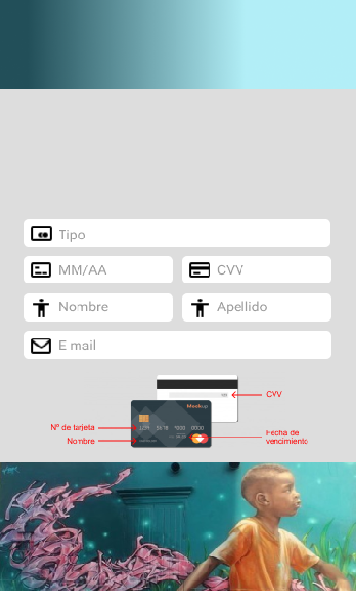 Tipo
MM/AA
CVV
Nombre
Apellido
E mail
CVV
Nº de tarjeta
Nombre
Fecha de
vencimiento